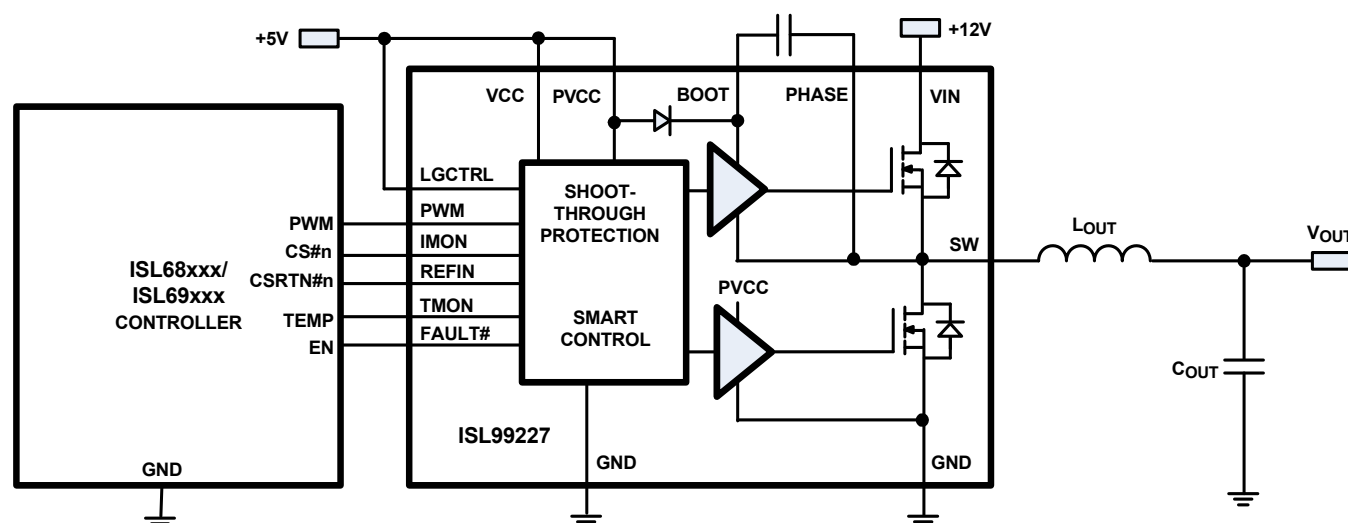 +5V
+12V
VCC
PVCC
BOOT
PHASE
VIN
LGCTRL
PWM
IMON
REFIN
TMON
FAULT#
SHOOT-
THROUGH
PROTECTION
SMART
CONTROL
PWM
CS#n
CSRTN#n
TEMP
EN
ISL68xxx/
ISL69xxx
CONTROLLER
GND
PVCC
SW
LOUT
VOUT
COUT
ISL99227
GND
GND